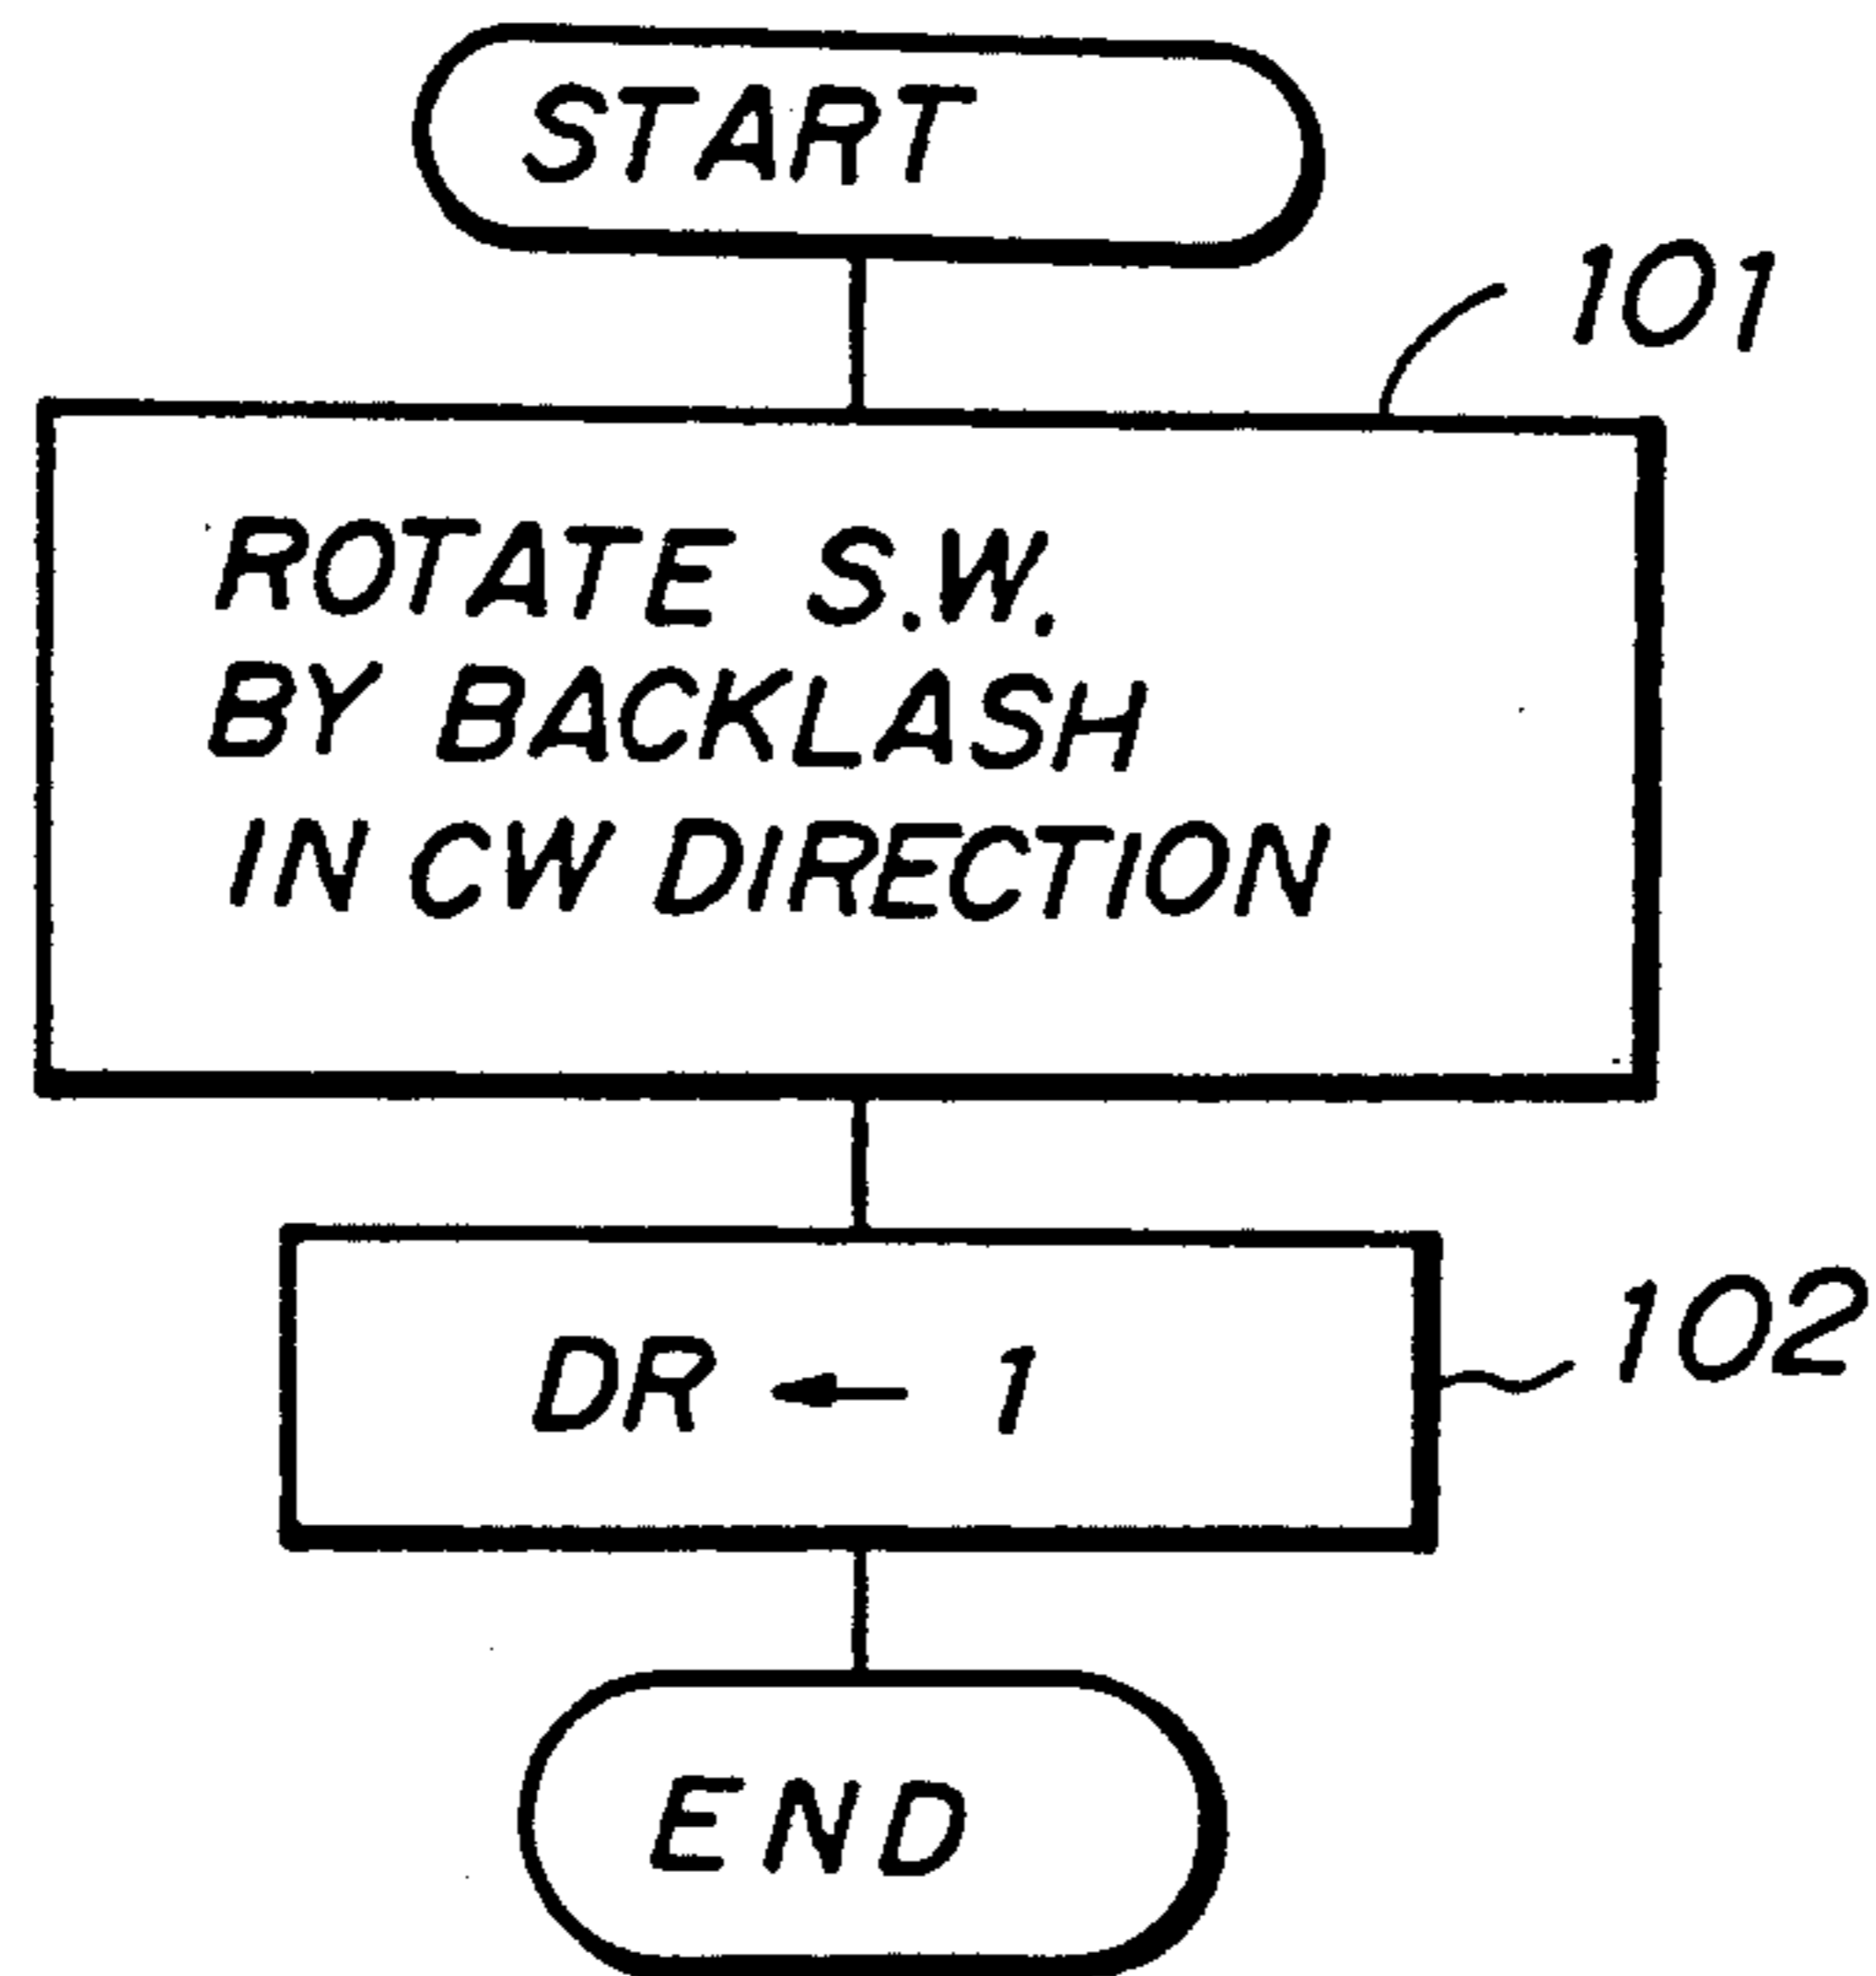 START
101
ROTATE S.W.
BY BACKLASH
IN CW DIRECTION
DR ← 1
102
END